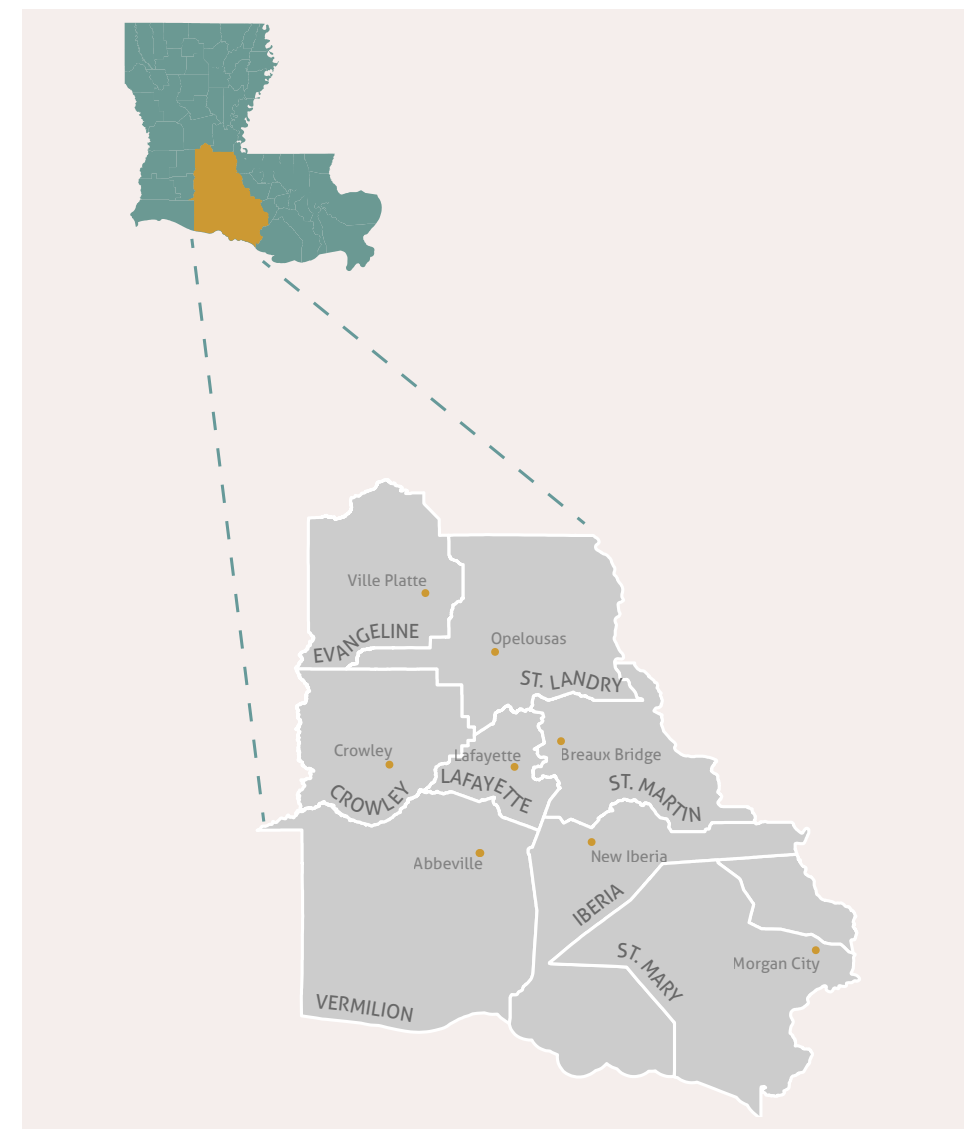 Ville Platte
EVANGELINE
Opelousas
ST. LANDRY
Crowley
Lafayette
Breaux Bridge
CROWLEY
LAFAYETTE
ST. MARTIN
Abbeville
New Iberia
IBERIA
ST. MARY
Morgan City
VERMILION